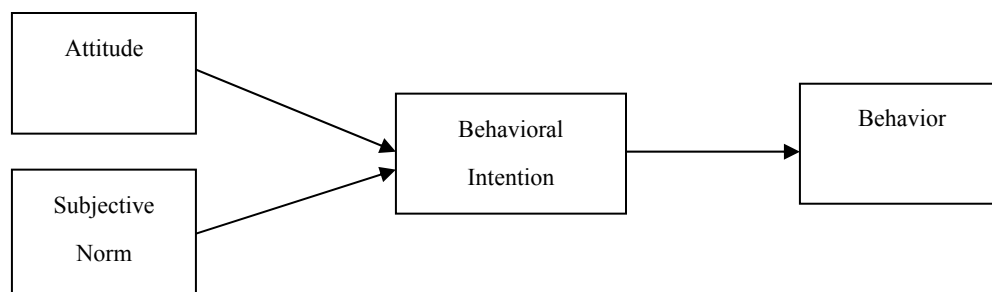 Attitude
Subjective
Norm
Behavioral
Intention
Behavior